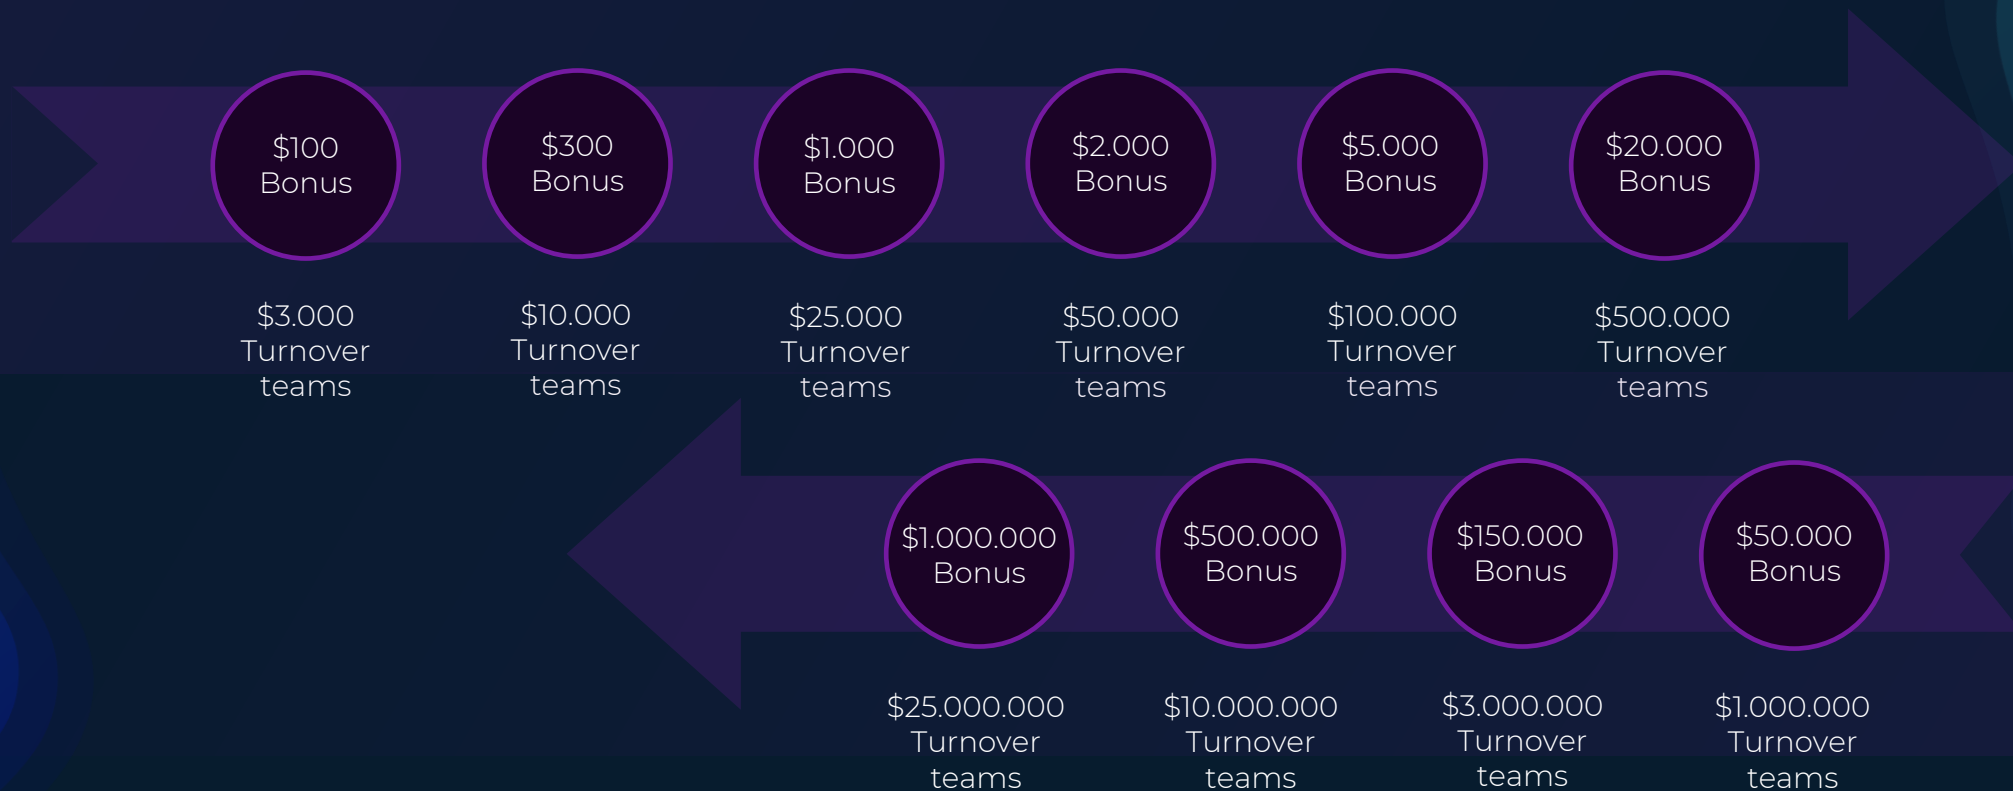 $100
Bonus
$300
Bonus
$1.000
Bonus
$2.000
Bonus
$5.000
Bonus
$20.000
Bonus
$3.000
Turnover
teams
$10.000
Turnover
teams
$25.000
Turnover
teams
$50.000
Turnover
teams
$100.000
Turnover
teams
$500.000
Turnover
teams
$1.000.000
Bonus
$500.000
Bonus
$150.000
Bonus
$50.000
Bonus
$25.000.000
Turnover
teams
$10.000.000
Turnover
teams
$3.000.000
Turnover
teams
$1.000.000
Turnover
teams